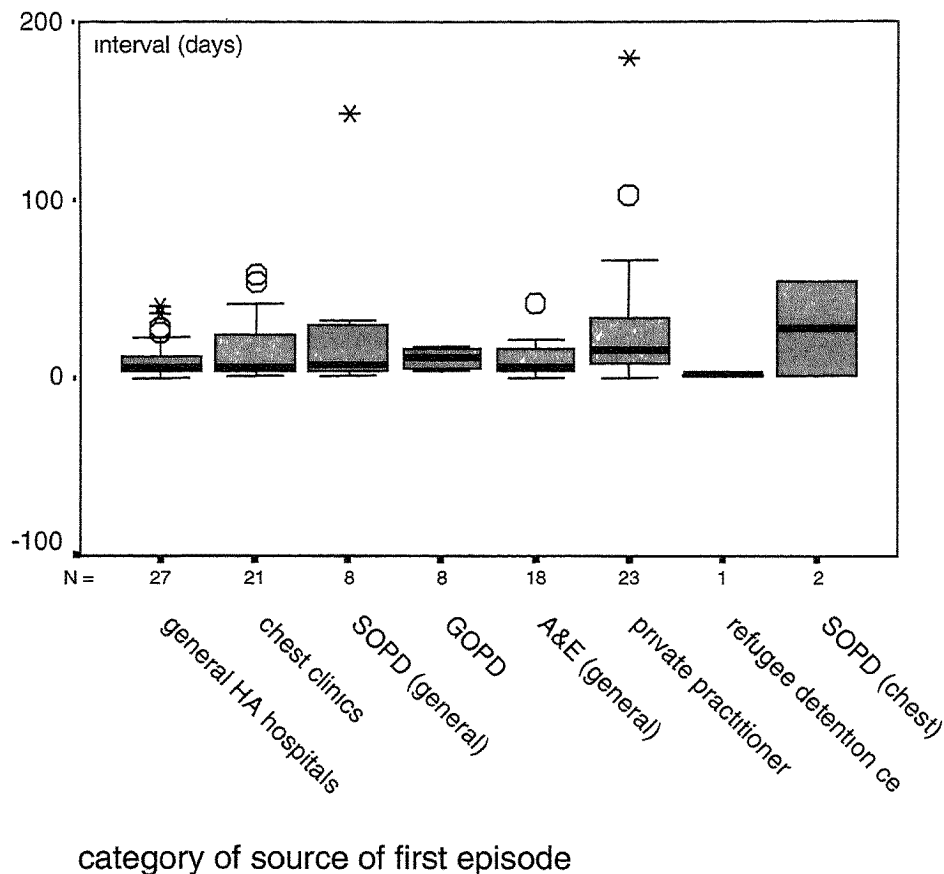 200
interval (days)
100
0
-100
N = 27 21 8 8 18 23 1 2
general HA hospitals
chest clinics
SOPD (general)
GOPD
A&E (general)
private practitioner
refugee detention ce
SOPD (chest)
category of source of first episode